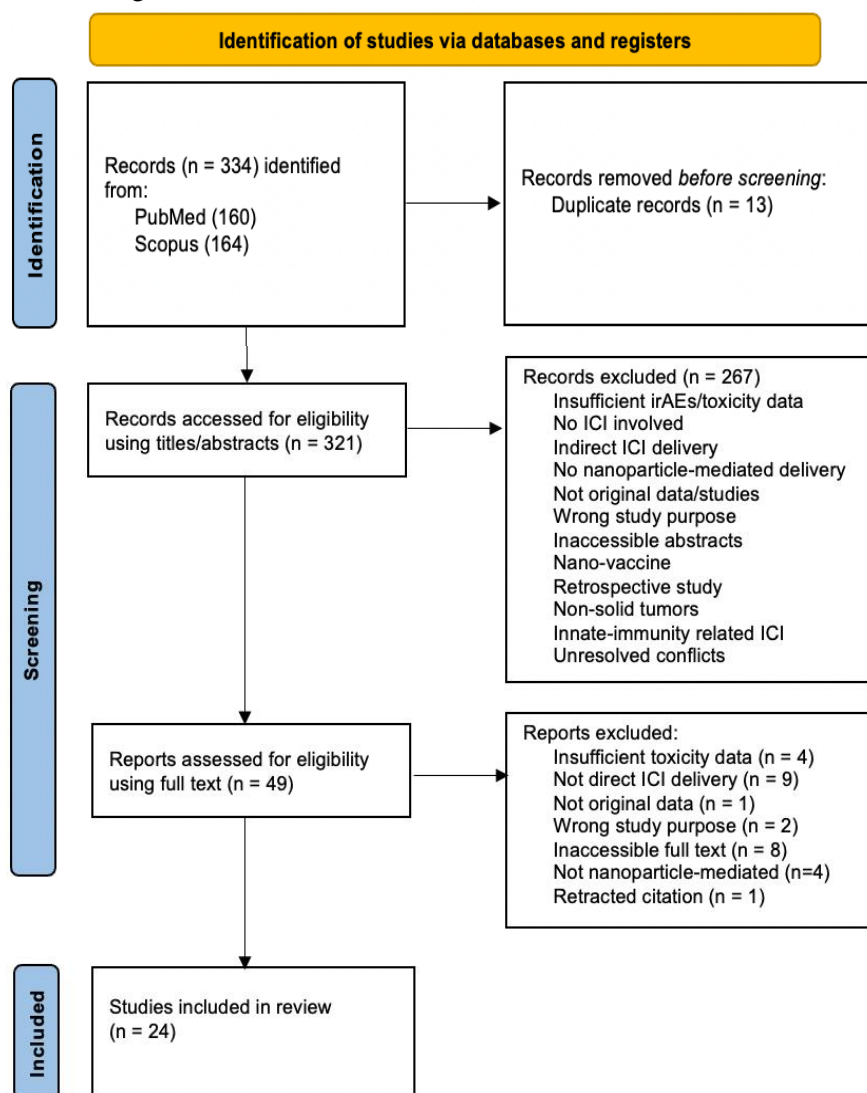 Identification of studies via databases and registers
Identification
Records (n = 334) identified
from:
PubMed (160)
Scopus (164)
Records removed before screening:
Duplicate records (n = 13)
Screening
Records accessed for eligibility
using titles/abstracts (n = 321)
Records excluded (n = 267)
Insufficient irAEs/toxicity data
No ICI involved
Indirect ICI delivery
No nanoparticle-mediated delivery
Not original data/studies
Wrong study purpose
Inaccessible abstracts
Nano-vaccine
Retrospective study
Non-solid tumors
Innate-immunity related ICI
Unresolved conflicts
Reports assessed for eligibility
using full text (n = 49)
Reports excluded:
Insufficient toxicity data (n = 4)
Not direct ICI delivery (n = 9)
Not original data (n = 1)
Wrong study purpose (n = 2)
Inaccessible full text (n = 8)
Not nanoparticle-mediated (n=4)
Retracted citation (n = 1)
Included
Studies included in review
(n = 24)